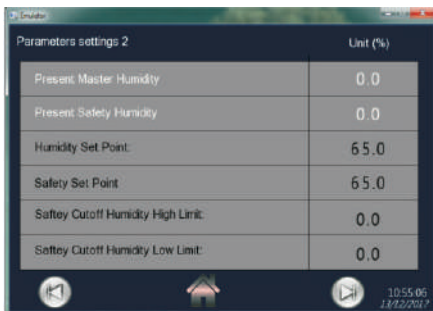 Emulator
Parameters settings 2 Unit (%)
Present Master Humidity 0.0
Present Safety Humidity 0.0
Humidity Set Point: 65.0
Safety Set Point 65.0
Saftey Cutoff Humidity High Limit: 0.0
Saftey Cutoff Humidity Low Limit: 0.0
10:55:06
13/12/2017